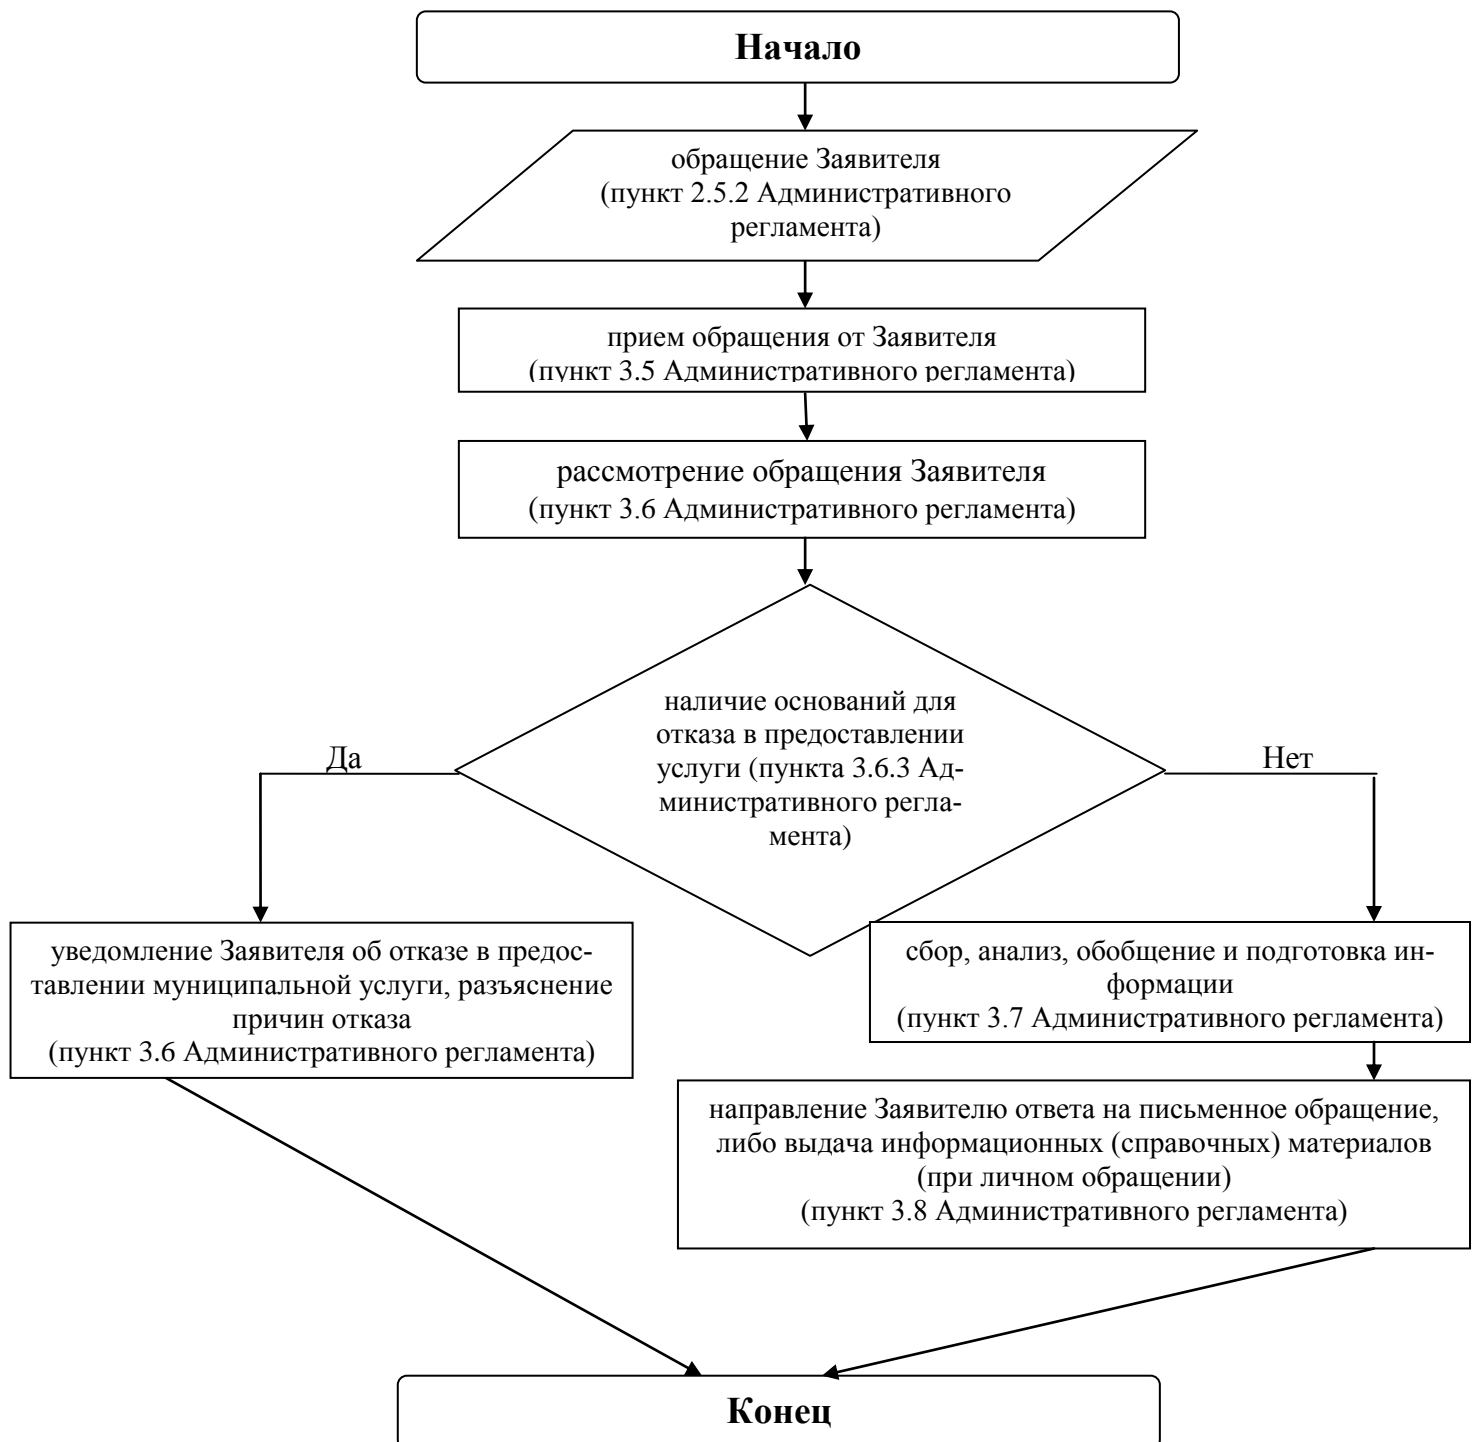 Начало
обращение Заявителя
(пункт 2.5.2 Административного
регламента)
прием обращения от Заявителя
(пункт 3.5 Административного регламента)
рассмотрение обращения Заявителя
(пункт 3.6 Административного регламента)
наличие оснований для
отказа в предоставлении
услуги (пункта 3.6.3 Ад-
министративного регла-
мента)
Да
Нет
уведомление Заявителя об отказе в предос-
тавлении муниципальной услуги, разъяснение
причин отказа
(пункт 3.6 Административного регламента)
сбор, анализ, обобщение и подготовка ин-
формации
(пункт 3.7 Административного регламента)
направление Заявителю ответа на письменное обращение,
либо выдача информационных (справочных) материалов
(при личном обращении)
(пункт 3.8 Административного регламента)
Конец